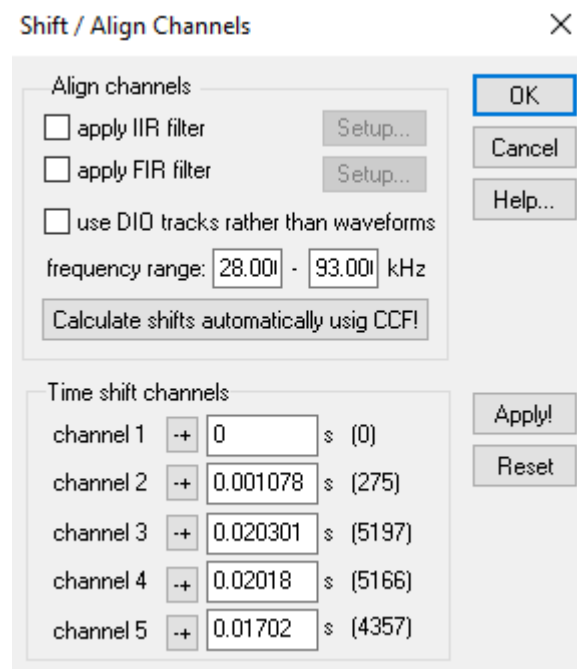 Shift / Align Channels
Align channels
OK
apply IIR filter
Setup...
Cancel
apply FIR filter
Setup...
Help...
use DIO tracks rather than waveforms
frequency range: 28.00 - 93.00 kHz
Calculate shifts automatically usig CCF!
Time shift channels
Apply!
channel 1 -+ 0 s (0)
Reset
channel 2 -+ 0.001078 s (275)
channel 3 -+ 0.020301 s (5197)
channel 4 -+ 0.02018 s (5166)
channel 5 -+ 0.01702 s (4357)